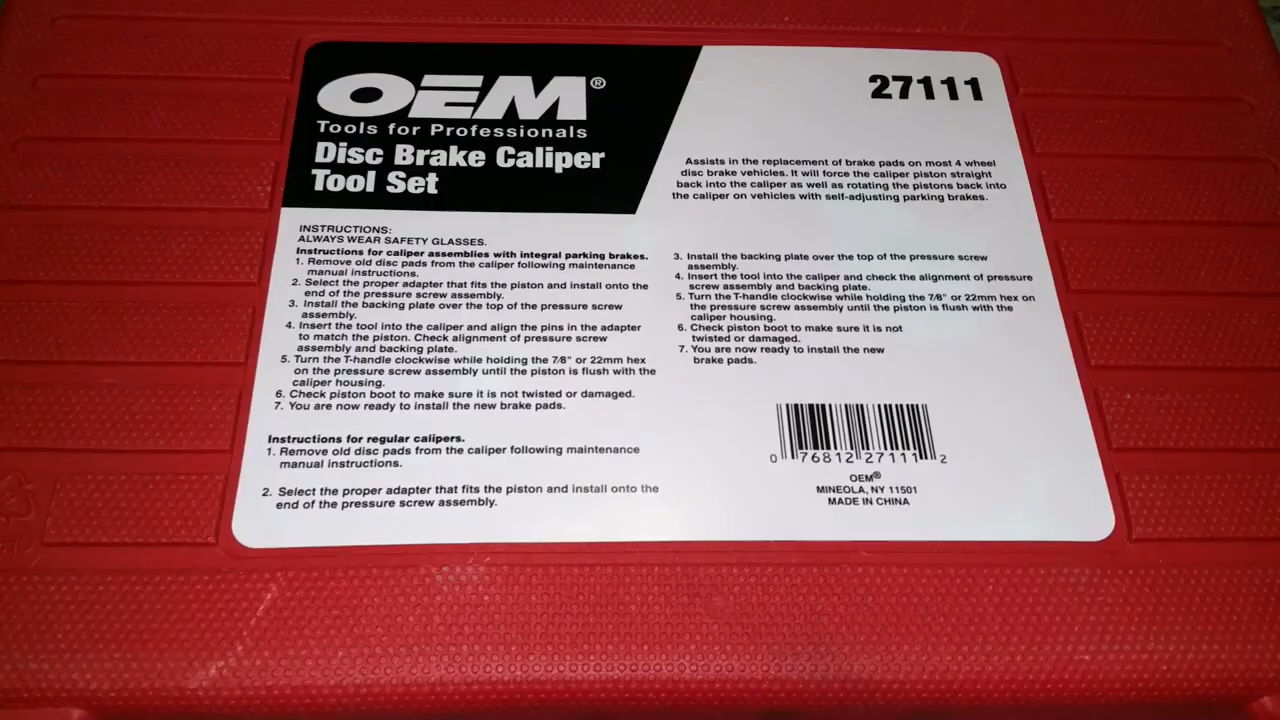 OEM®
Tools for Professionals
Disc Brake Caliper
Tool Set
27111
Assists in the replacement of brake pads on most 4 wheel
disc brake vehicles. It will force the caliper piston straight
back into the caliper as well as rotating the pistons back into
the caliper on vehicles with self-adjusting parking brakes.
INSTRUCTIONS:
ALWAYS WEAR SAFETY GLASSES.
Instructions for caliper assemblies with integral parking brakes.
1. Remove old disc pads from the caliper following maintenance
manual instructions.
2. Select the proper adapter that fits the piston and install onto the
end of the pressure screw assembly.
3. Install the backing plate over the top of the pressure screw
assembly.
4. Insert the tool into the caliper and align the pins in the adapter
to match the piston. Check alignment of pressure screw
assembly and backing plate.
5. Turn the T-handle clockwise while holding the 7/8" or 22mm hex
on the pressure screw assembly until the piston is flush with the
caliper housing.
6. Check piston boot to make sure it is not twisted or damaged.
7. You are now ready to install the new brake pads.
Instructions for regular calipers.
1. Remove old disc pads from the caliper following maintenance
manual instructions.
2. Select the proper adapter that fits the piston and install onto the
end of the pressure screw assembly.
3. Install the backing plate over the top of the pressure screw
assembly.
4. Insert the tool into the caliper and check the alignment of pressure
screw assembly and backing plate.
5. Turn the T-handle clockwise while holding the 7/8" or 22mm hex on
the pressure screw assembly until the piston is flush with the
caliper housing.
6. Check piston boot to make sure it is not
twisted or damaged.
7. You are now ready to install the new
brake pads.
0 76812 27111 2
OEM®
MINEOLA, NY 11501
MADE IN CHINA